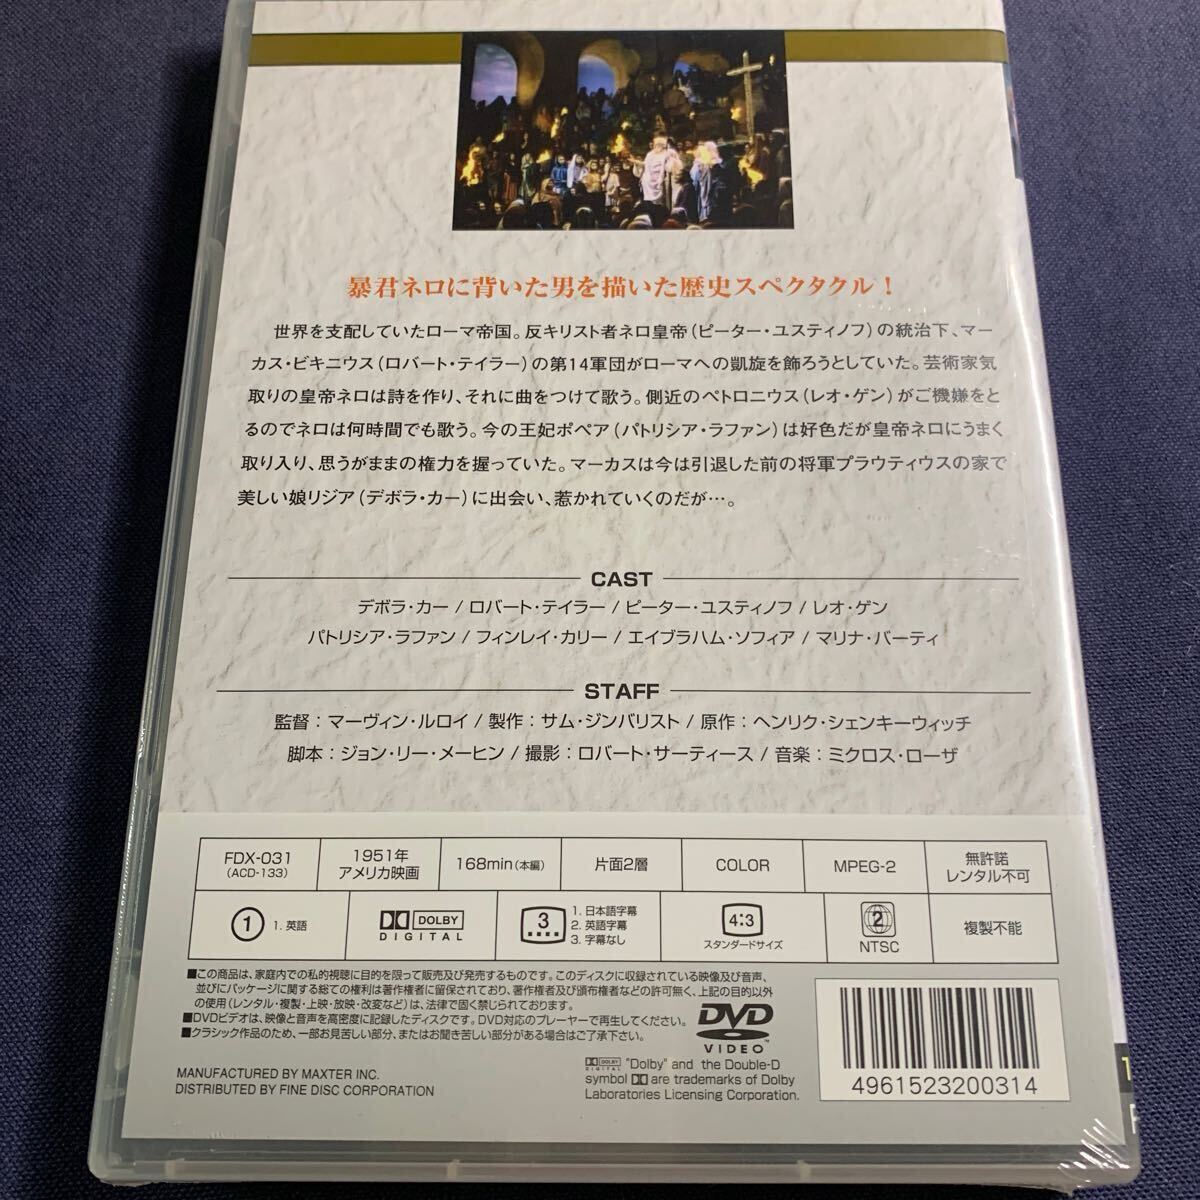 暴君ネロに背いた男を描いた歴史スペクタクル!
世界を支配していたローマ帝国。反キリスト者ネロ皇帝(ピーター・ユスティノフ)の統治下、マー
カス・ビキニウス(ロバート・テイラー)の第14軍団がローマへの凱旋を飾ろうとしていた。芸術家気
取りの皇帝ネロは詩を作り、それに曲をつけて歌う。側近のペトロニウス(レオ・ゲン)がご機嫌をと
るのでネロは何時間でも歌う。今の王妃ポペア(パトリシア・ラファン)は好色だが皇帝ネロにうまく
取り入り、思うがままの権力を握っていた。マーカスは今は引退した前の将軍プラウティウスの家で
美しい娘リジア(デボラ・カー)に出会い、惹かれていくのだが…。
CAST
デボラ・カー / ロバート・テイラー / ピーター・ユスティノフ / レオ・ゲン
パトリシア・ラファン / フィンレイ・カリー / エイブラハム・ソフィア / マリナ・バーティ
STAFF
監督：マーヴィン・ルロイ / 製作：サム・ジンバリスト / 原作：ヘンリク・シェンキーウィッチ
脚本：ジョン・リー・メーヒン / 撮影：ロバート・サーティース / 音楽：ミクロス・ローザ
FDX-031
(ACD-133)
1951年
アメリカ映画
168min(本編)
片面2層
COLOR
MPEG-2
無許諾
レンタル不可
1
1. 英語
DOLBY
DIGITAL
3
1. 日本語字幕
2. 英語字幕
3. 字幕なし
4:3
スタンダードサイズ
2
NTSC
複製不能
■この商品は、家庭内での私的視聴に目的を限って販売及び発売するものです。このディスクに収録されている映像及び音声、
並びにパッケージに関する総ての権利は著作権者に留保されており、著作権者及び頒布権者などの許可無く、上記の目的以外
の使用(レンタル・複製・上映・放映・改変など)は、法律で固く禁じられております。
■DVDビデオは、映像と音声を高密度に記録したディスクです。DVD対応のプレーヤーで再生してください。
■クラシック作品のため、一部お見苦しい部分、またはお聞き苦しい部分がある場合はご了承下さい。
DVD
VIDEO
MANUFACTURED BY MAXTER INC.
DISTRIBUTED BY FINE DISC CORPORATION
DOLBY DIGITAL "Dolby" and the Double-D
symbol are trademarks of Dolby
Laboratories Licensing Corporation.
4961523200314